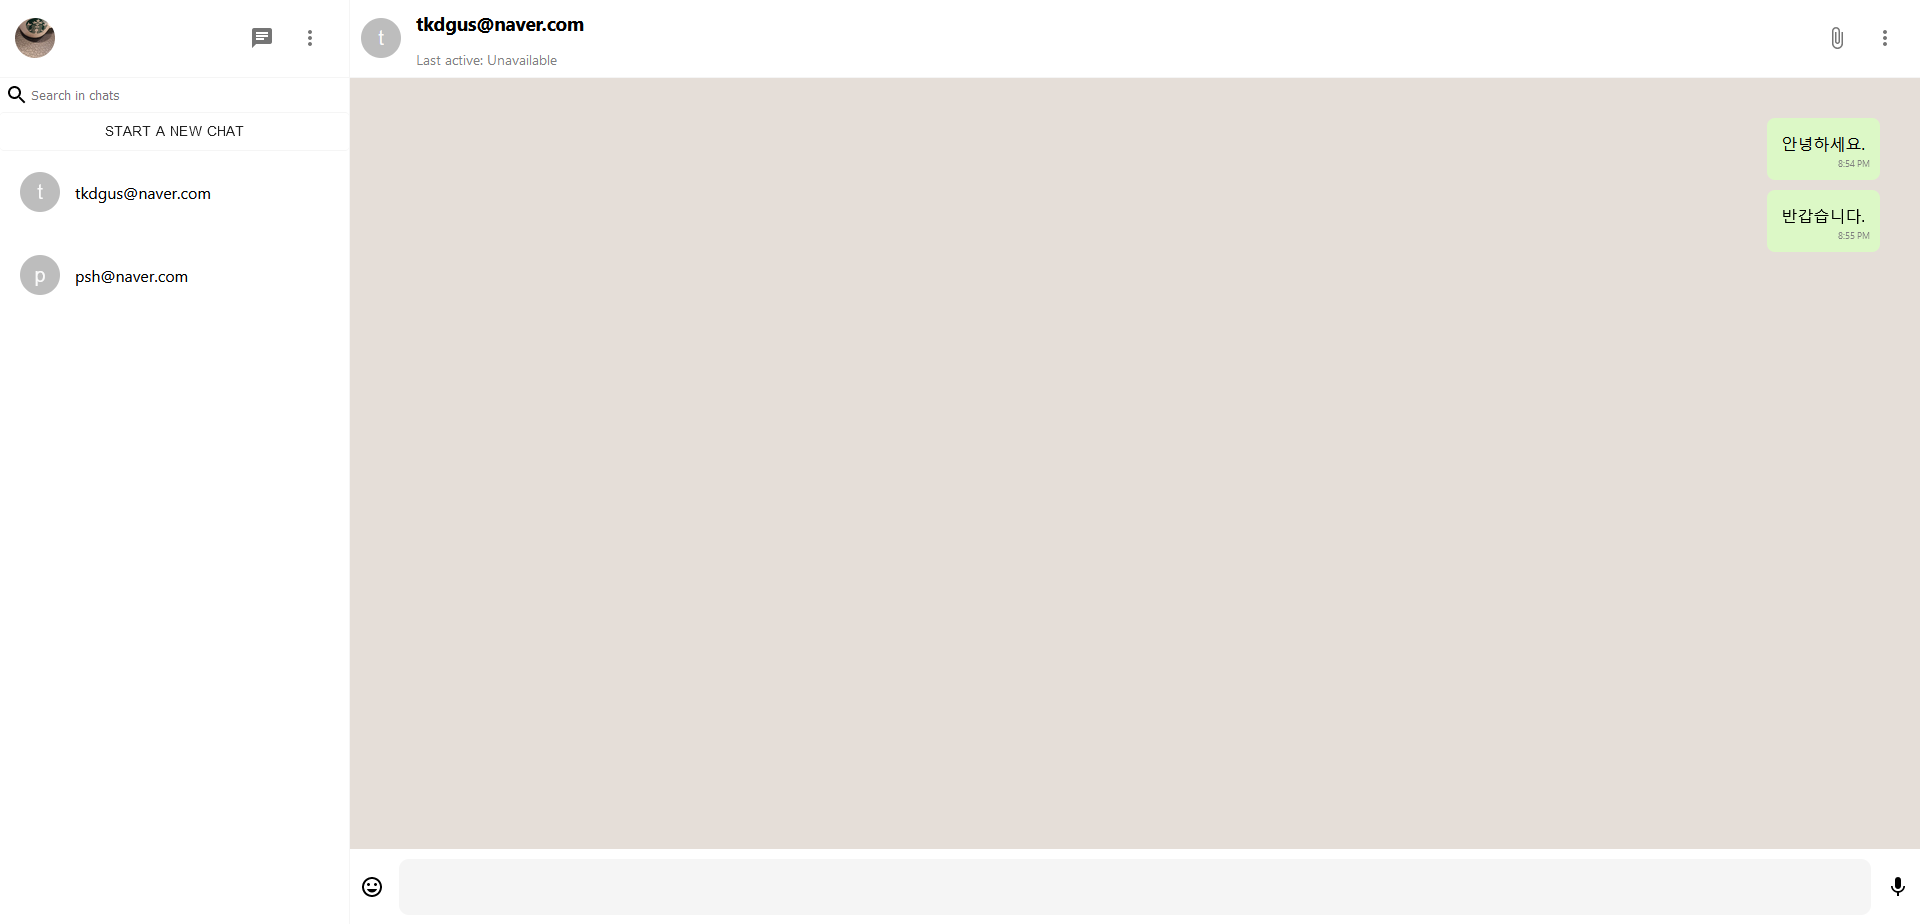 Search in chats
START A NEW CHAT
t
tkdgus@naver.com
p
psh@naver.com
t
tkdgus@naver.com
Last active: Unavailable
안녕하세요.
8:54 PM
반갑습니다.
8:55 PM